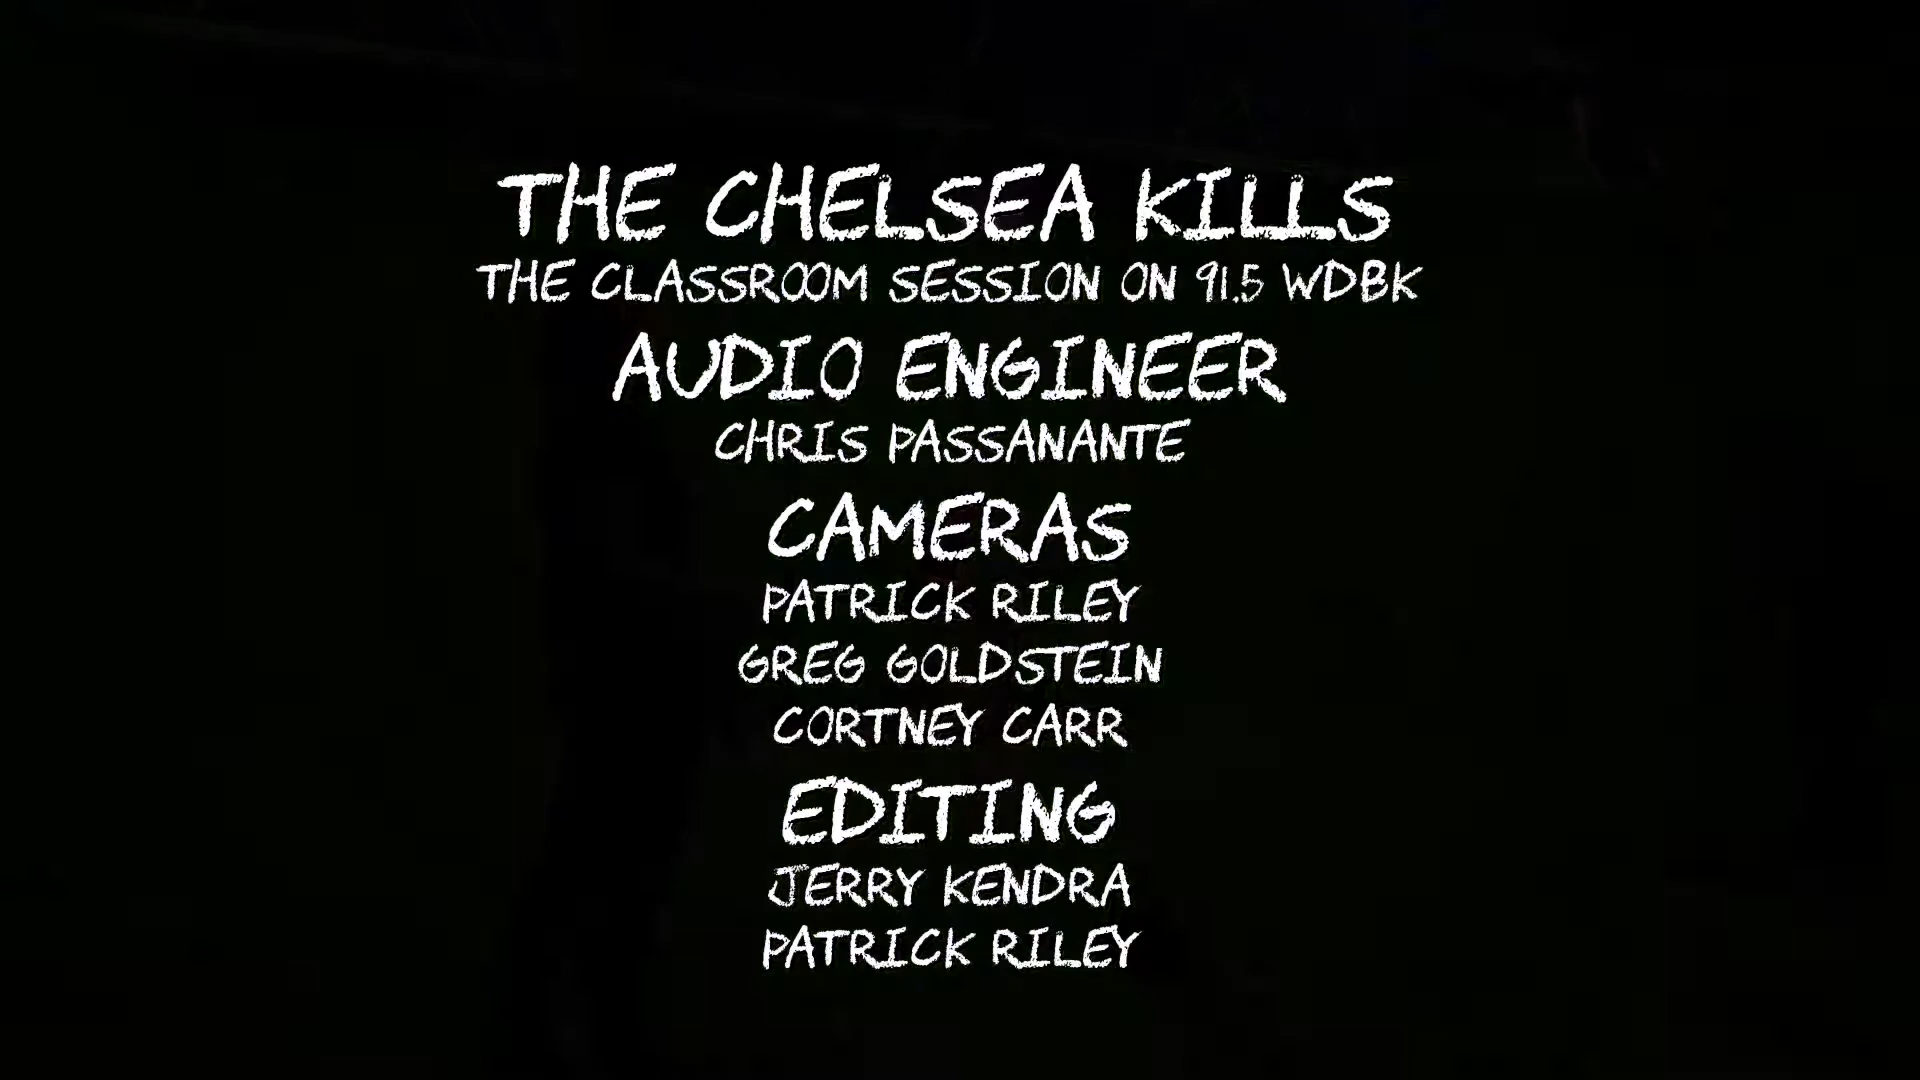 THE CHELSEA KILLS
THE CLASSROOM SESSION ON 91.5 WDBK
AUDIO ENGINEER
CHRIS PASSANANTE
CAMERAS
PATRICK RILEY
GREG GOLDSTEIN
CORTNEY CARR
EDITING
JERRY KENDRA
PATRICK RILEY